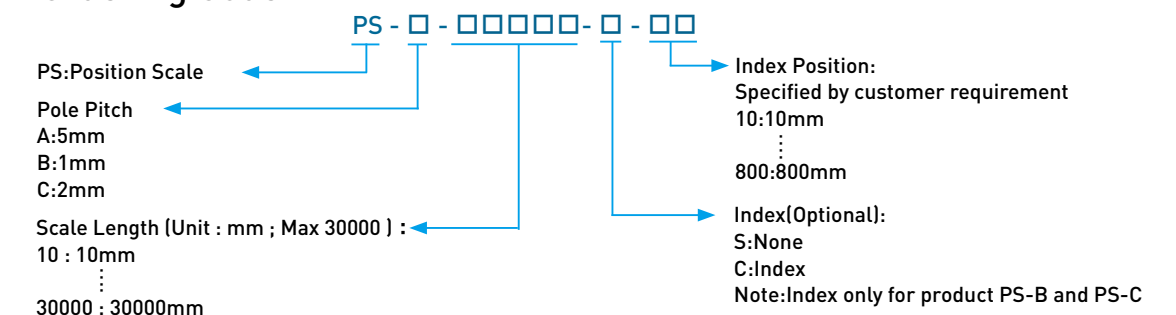 PS - □ - □□□□□- □ - □□
PS:Position Scale
Pole Pitch
A:5mm
B:1mm
C:2mm
Scale Length (Unit : mm ; Max 30000 ) :
10 : 10mm
⋮
30000 : 30000mm
Index Position:
Specified by customer requirement
10:10mm
⋮
800:800mm
Index(Optional):
S:None
C:Index
Note:Index only for product PS-B and PS-C